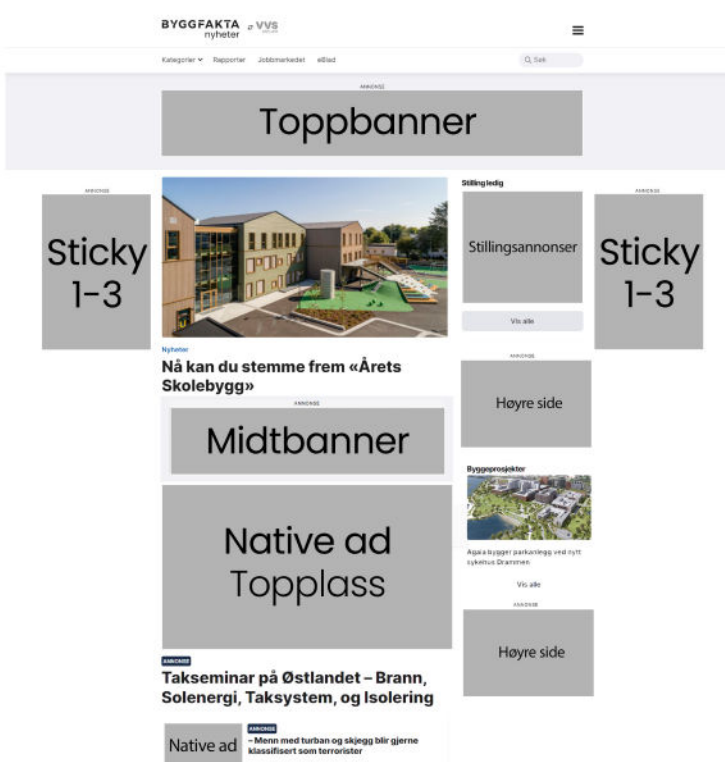 BYGGFAKTA
nyheter
VVS
Kategorier
Rapporter
Jobbmarkedet
eBlad
Søk
ANNONSE
Toppbanner
ANNONSE
Sticky
1-3
Stilling ledig
Stillingsannonser
Vis alle
ANNONSE
Sticky
1-3
Nyheter
Nå kan du stemme frem «Årets
Skolebygg»
ANNONSE
Midtbanner
ANNONSE
Høyre side
Native ad
Topplass
Byggeprosjekter
Agaia bygger parkanlegg ved nytt
sykehus Drammen
Vis alle
ANNONSE
Høyre side
ANNONSE
Takseminar på Østlandet – Brann,
Solenergi, Taksystem, og Isolering
Native ad
ANNONSE
– Menn med turban og skjegg blir gjerne
klassifisert som terrorister